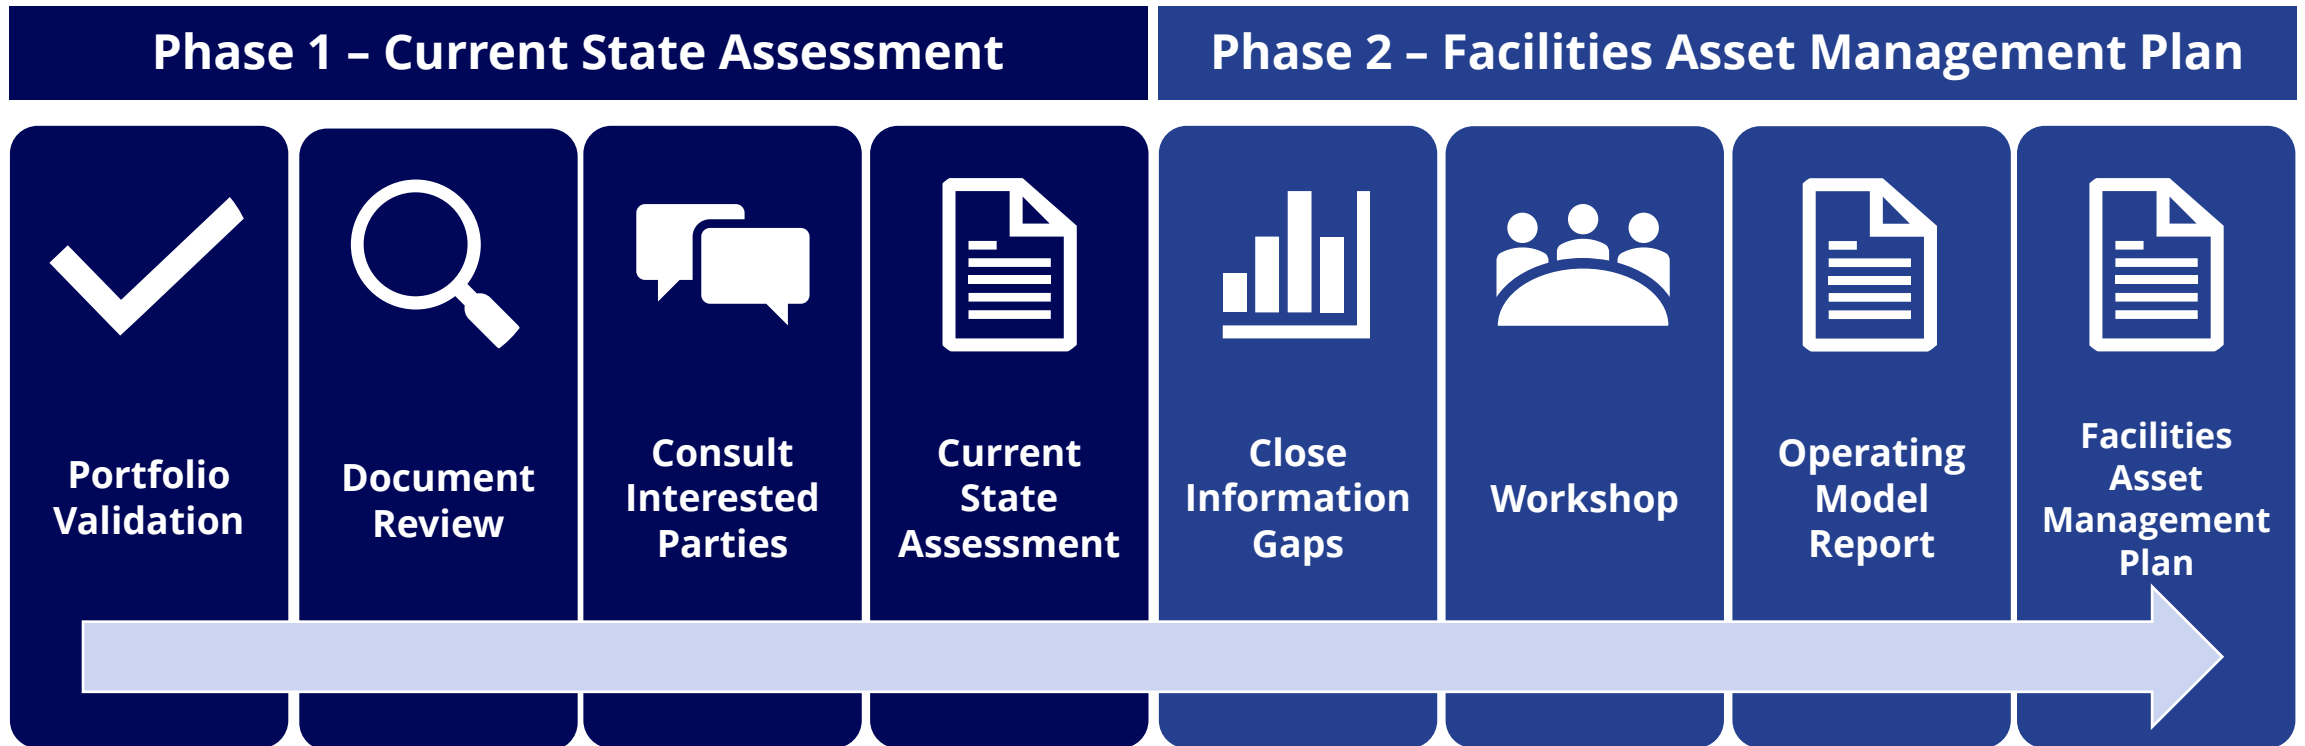 Phase 1 – Current State Assessment
Phase 2 – Facilities Asset Management Plan
Portfolio
Validation
Document
Review
Consult
Interested
Parties
Current
State
Assessment
Close
Information
Gaps
Workshop
Operating
Model
Report
Facilities
Asset
Management
Plan